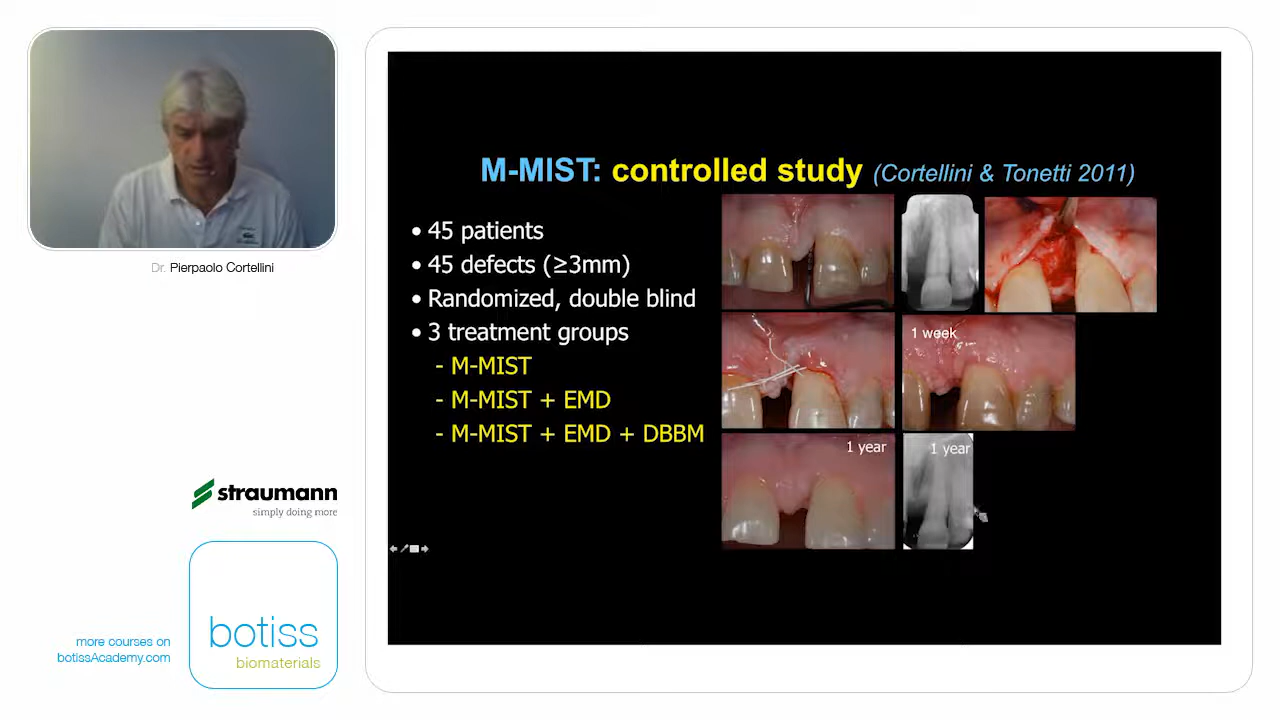 Dr. Pierpaolo Cortellini
straumann
simply doing more
more courses on
botissAcademy.com
botiss
biomaterials
M-MIST: controlled study (Cortellini & Tonetti 2011)
• 45 patients
• 45 defects (≥3mm)
• Randomized, double blind
• 3 treatment groups
- M-MIST
- M-MIST + EMD
- M-MIST + EMD + DBBM
1 week
1 year
1 year